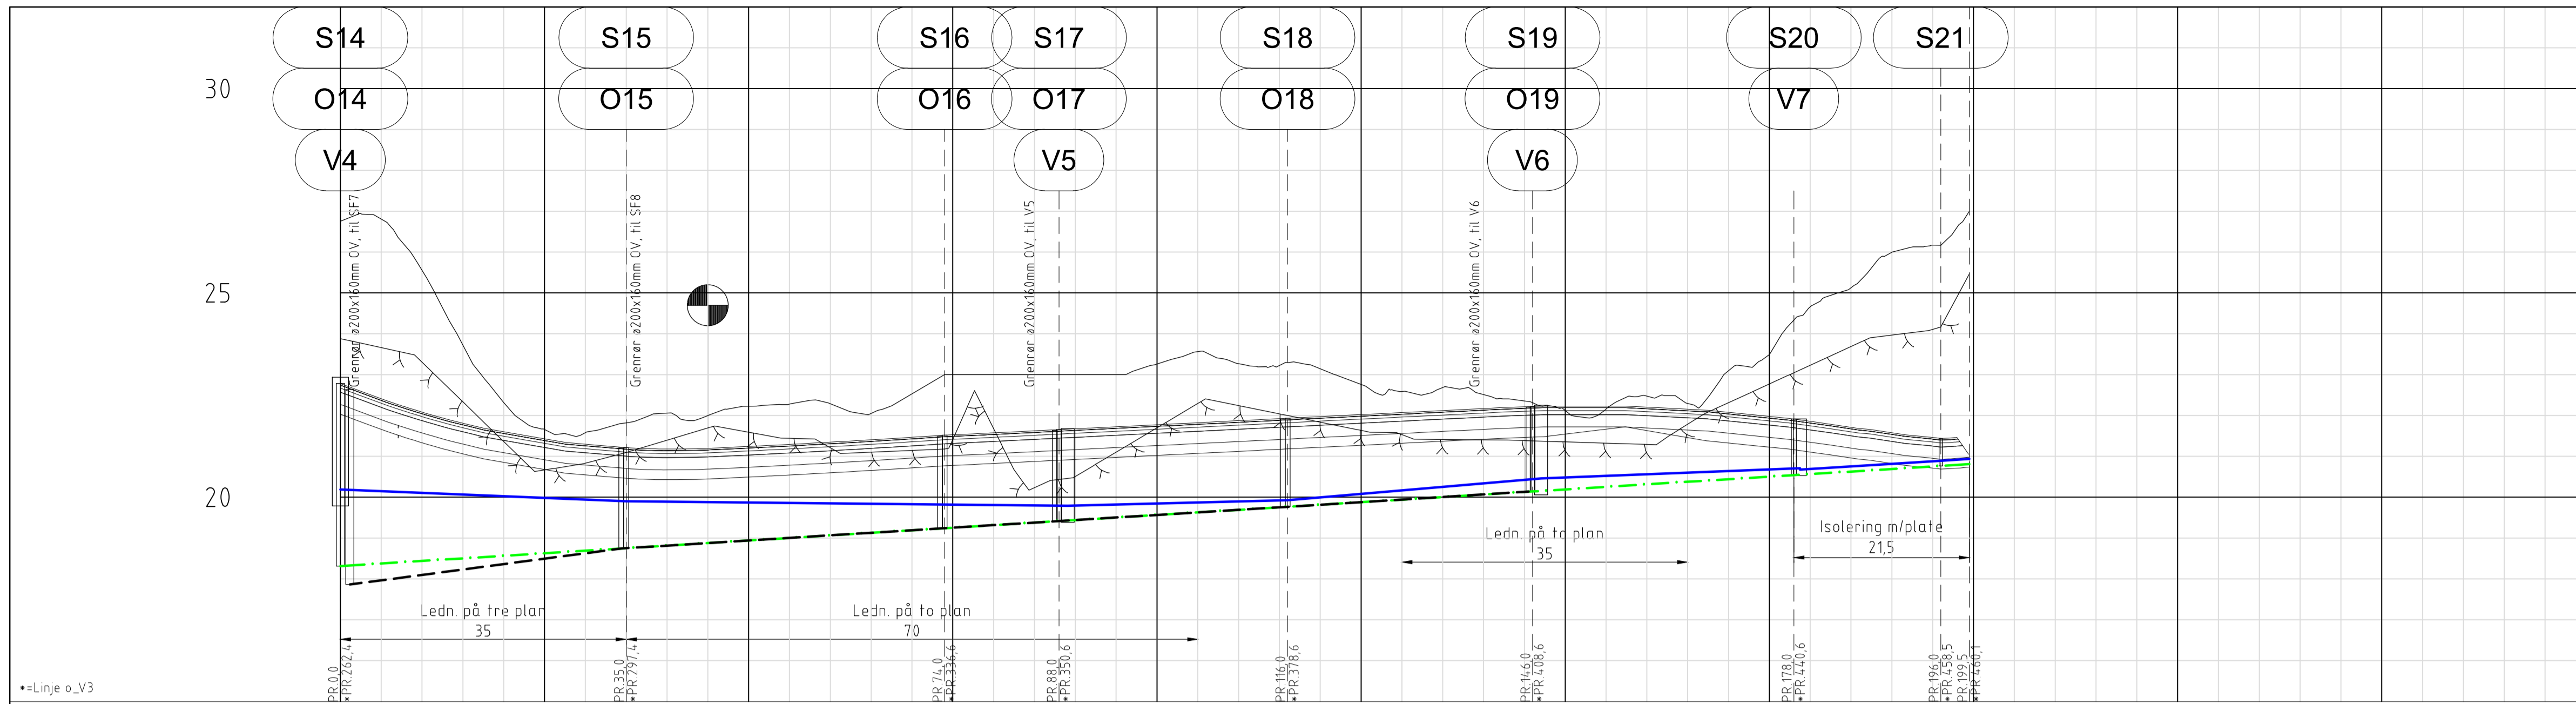 S14
S15
S16
S17
S18
S19
S20
S21
30
O14
O15
O16
O17
O18
O19
V7
V4
V5
V6
Grenrør ø200x160mm OV, til SF7
Grenrør ø200x160mm OV, til SF8
Grenrør ø200x160mm OV, til V5
Grenrør ø200x160mm OV, til V6
25
20
Ledn. på to plan
35
Isolering m/plate
21,5
Ledn. på tre plan
35
Ledn. på to plan
70
*=Linje o_V3
PR.0,0
*PR.262,4
PR.35,0
*PR.297,4
PR.74,0
*PR.336,6
PR.88,0
*PR.350,6
PR.116,0
*PR.378,6
PR.146,0
*PR.408,6
PR.178,0
*PR.440,6
PR.196,0
*PR.458,5
PR.199,5
*PR.460,1